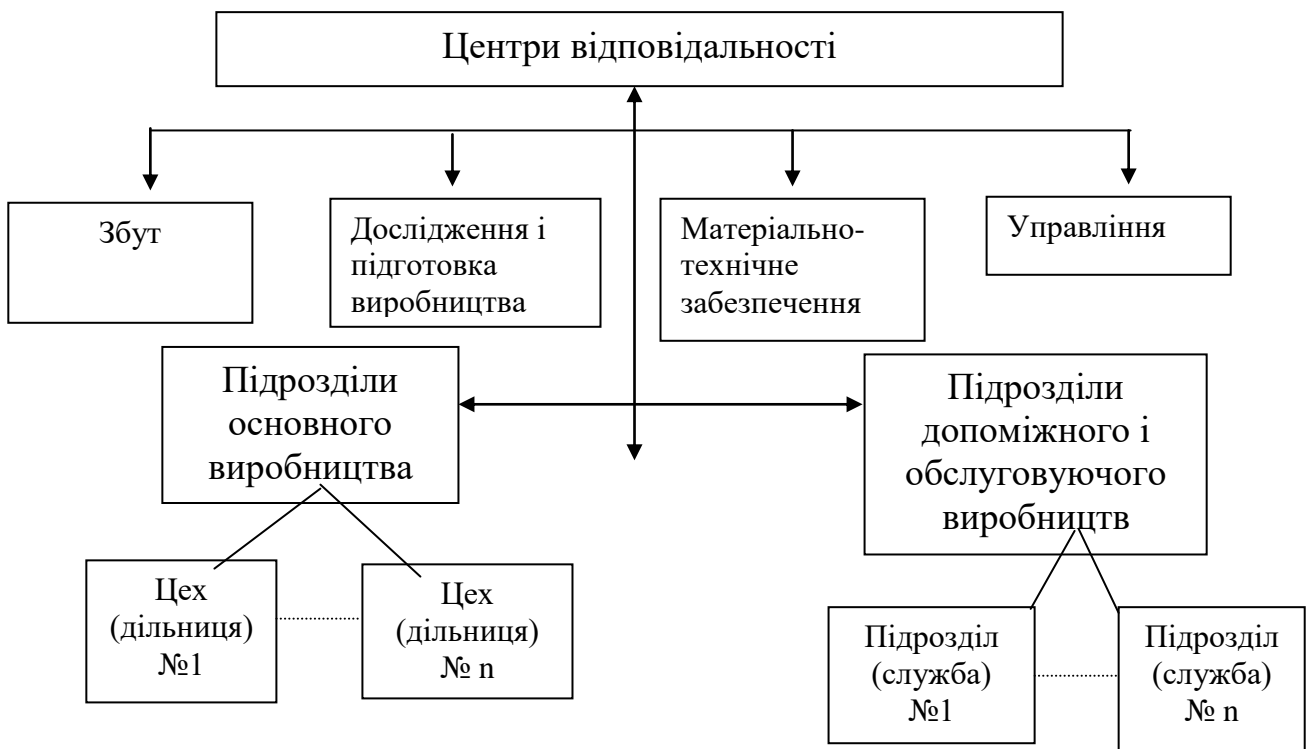 Центри відповідальності
Збут
Дослідження і
підготовка
виробництва
Матеріально-
технічне
забезпечення
Управління
Підрозділи
основного
виробництва
Підрозділи
допоміжного і
обслуговуючого
виробництв
Цех
(дільниця)
№1
Цех
(дільниця)
№ n
Підрозділ
(служба)
№1
Підрозділ
(служба)
№ n